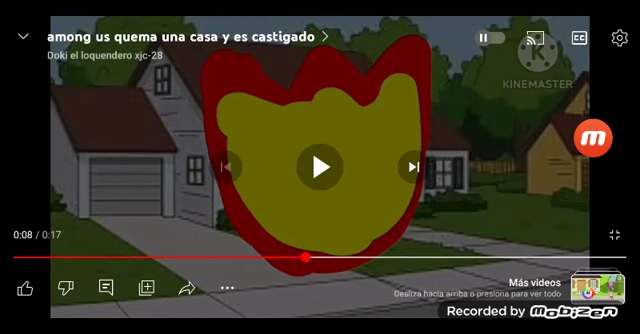 among us quema una casa y es castigado
Doki el loquendero xjc-28
CC
K
KINEMASTER
m
0:08 / 0:17
Más videos
Desliza hacia arriba o presiona para ver todo
Recorded by mobizen